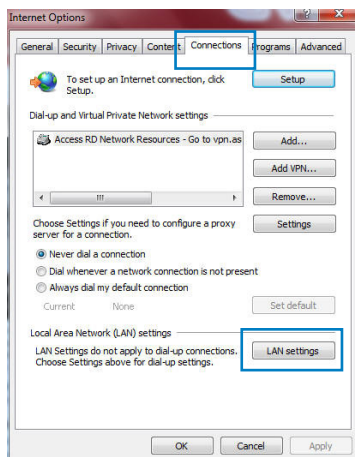 Internet Options
General Security Privacy Content Connections Programs Advanced
To set up an Internet connection, click
Setup.
Setup
Dial-up and Virtual Private Network settings
Access RD Network Resources - Go to vpn.as
Add...
Add VPN...
Remove...
Choose Settings if you need to configure a proxy
server for a connection.
Settings
Never dial a connection
Dial whenever a network connection is not present
Always dial my default connection
Current None
Set default
Local Area Network (LAN) settings
LAN Settings do not apply to dial-up connections.
Choose Settings above for dial-up settings.
LAN settings
OK Cancel Apply